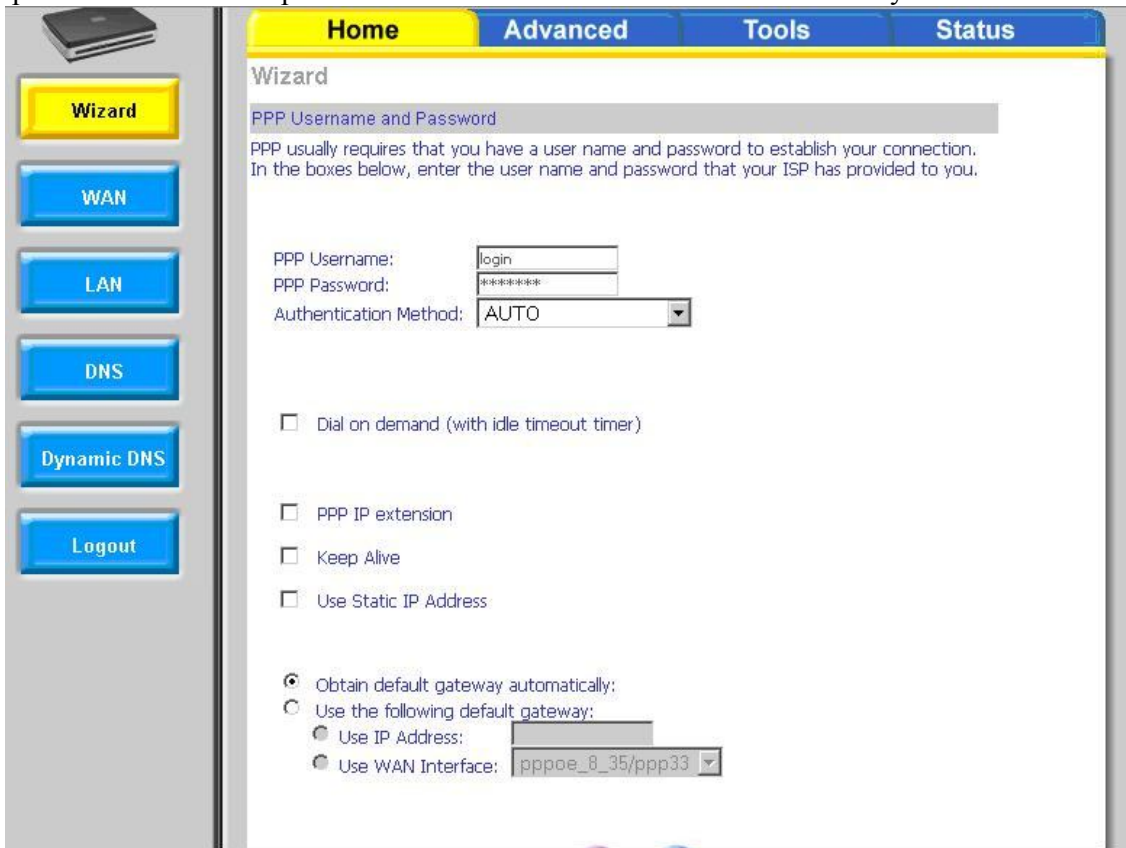 Home Advanced Tools Status
Wizard
WAN
LAN
DNS
Dynamic DNS
Logout
Wizard
PPP Username and Password
PPP usually requires that you have a user name and password to establish your connection.
In the boxes below, enter the user name and password that your ISP has provided to you.
PPP Username: login
PPP Password: *******
Authentication Method: AUTO
Dial on demand (with idle timeout timer)
PPP IP extension
Keep Alive
Use Static IP Address
Obtain default gateway automatically:
Use the following default gateway:
Use IP Address:
Use WAN Interface: pppoe_8_35/ppp33